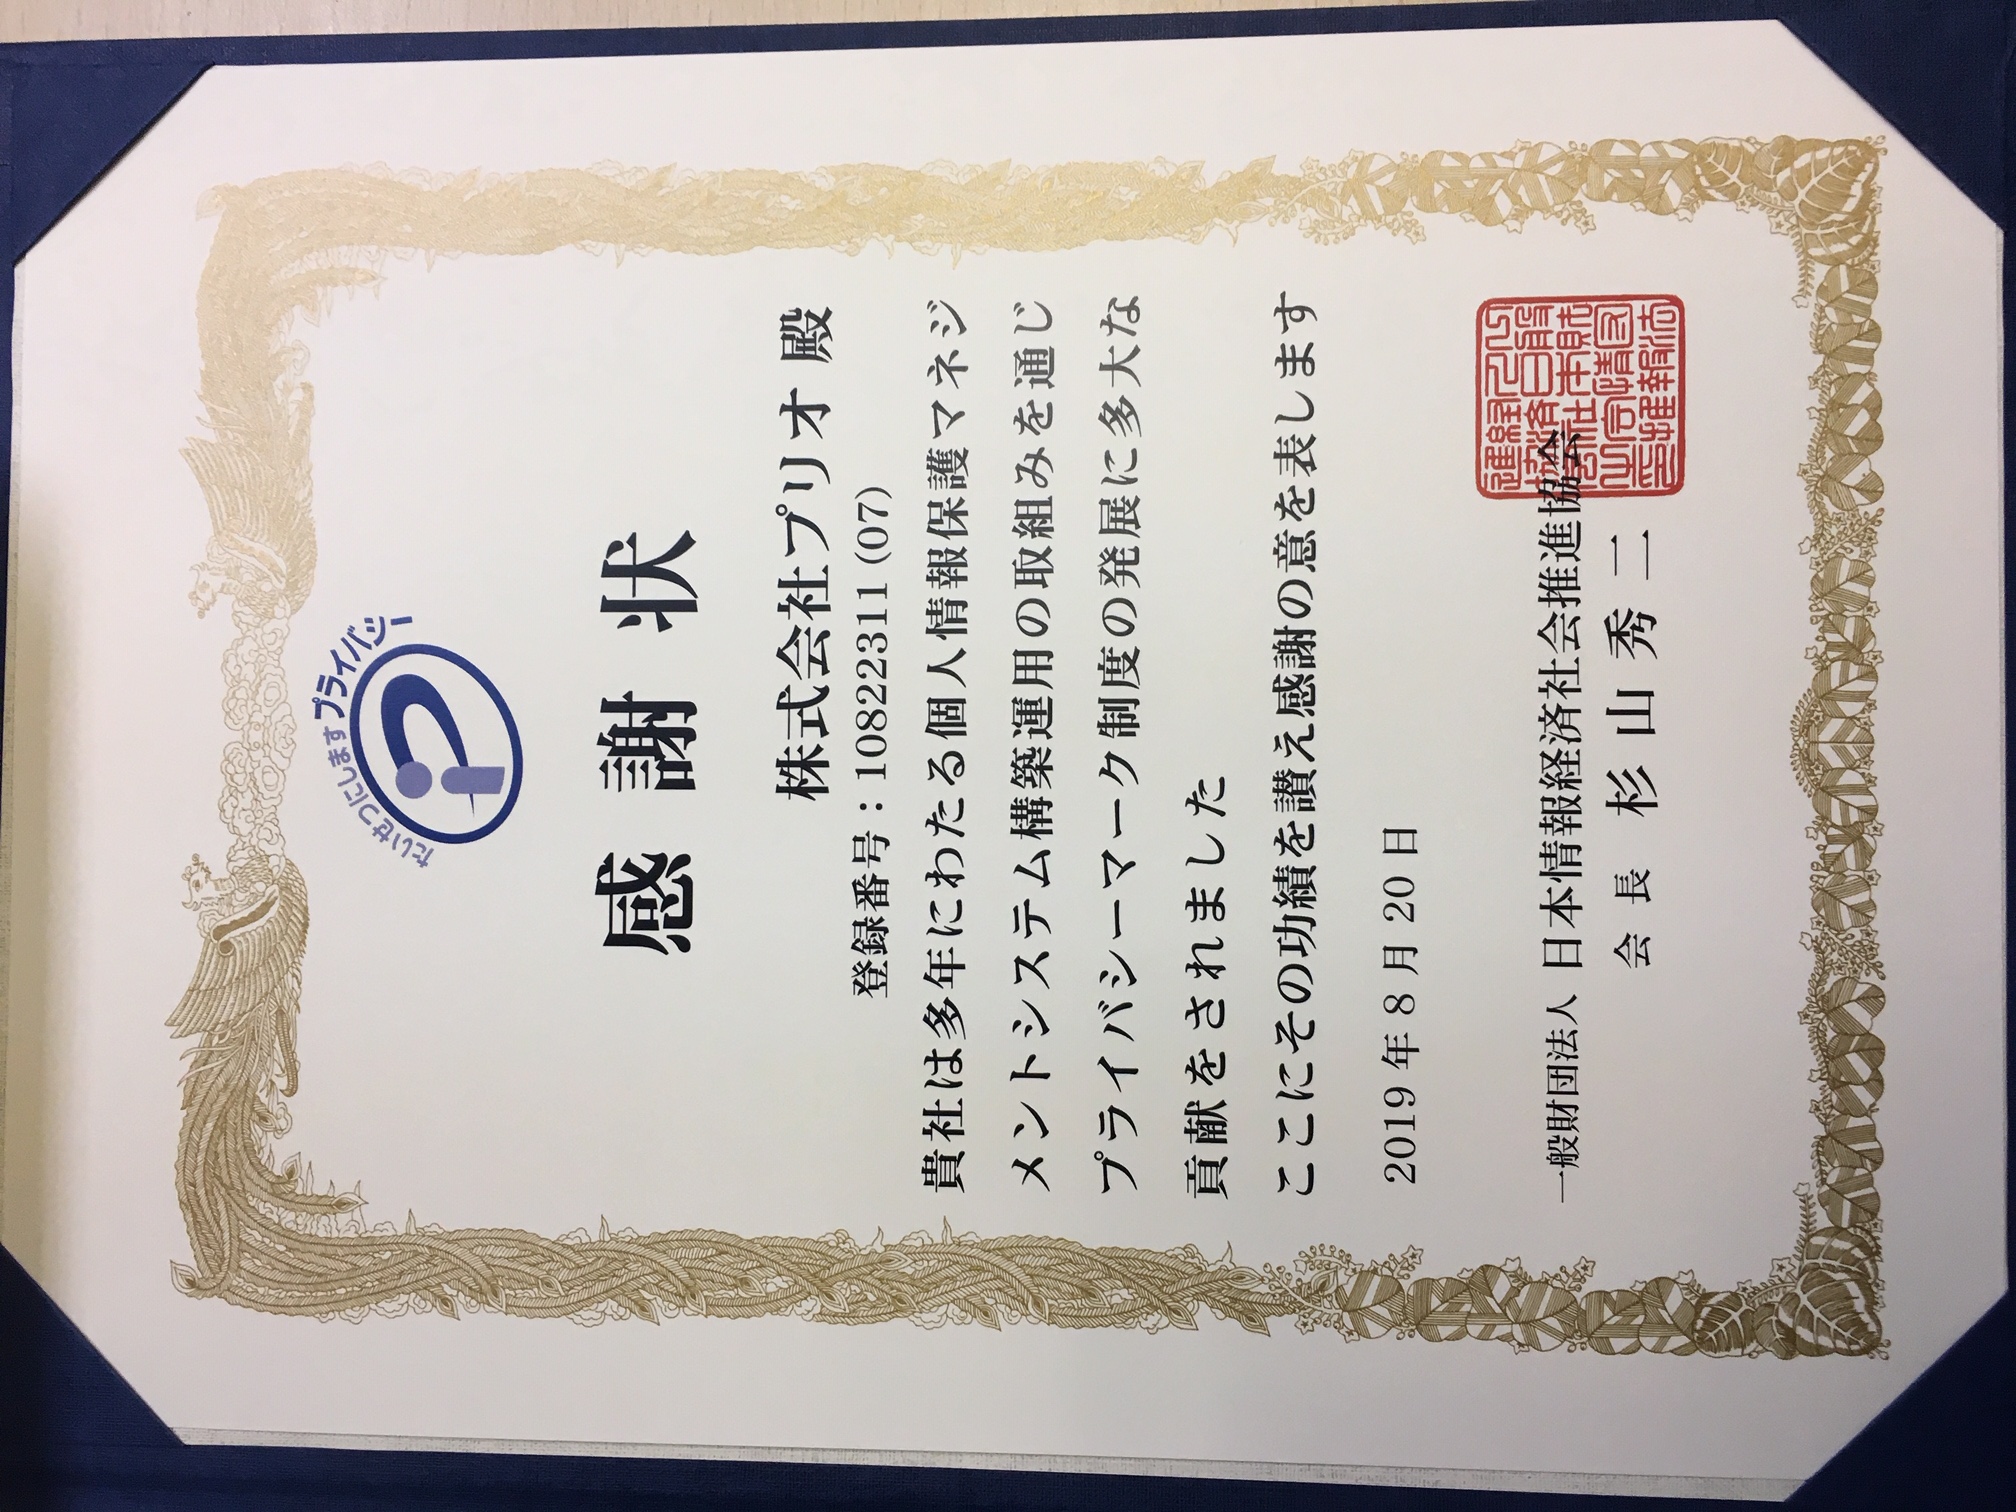 たいせつにしますプライバシー
感謝状
株式会社プリオ 殿
登録番号：10822311 (07)
貴社は多年にわたる個人情報保護マネジ
メントシステム構築運用の取組みを通じ
プライバシーマーク制度の発展に多大な
貢献をされました
ここにその功績を讃え感謝の意を表します
2019年8月20日
一般財団法人 日本情報経済社会推進協会
会長 杉山秀二